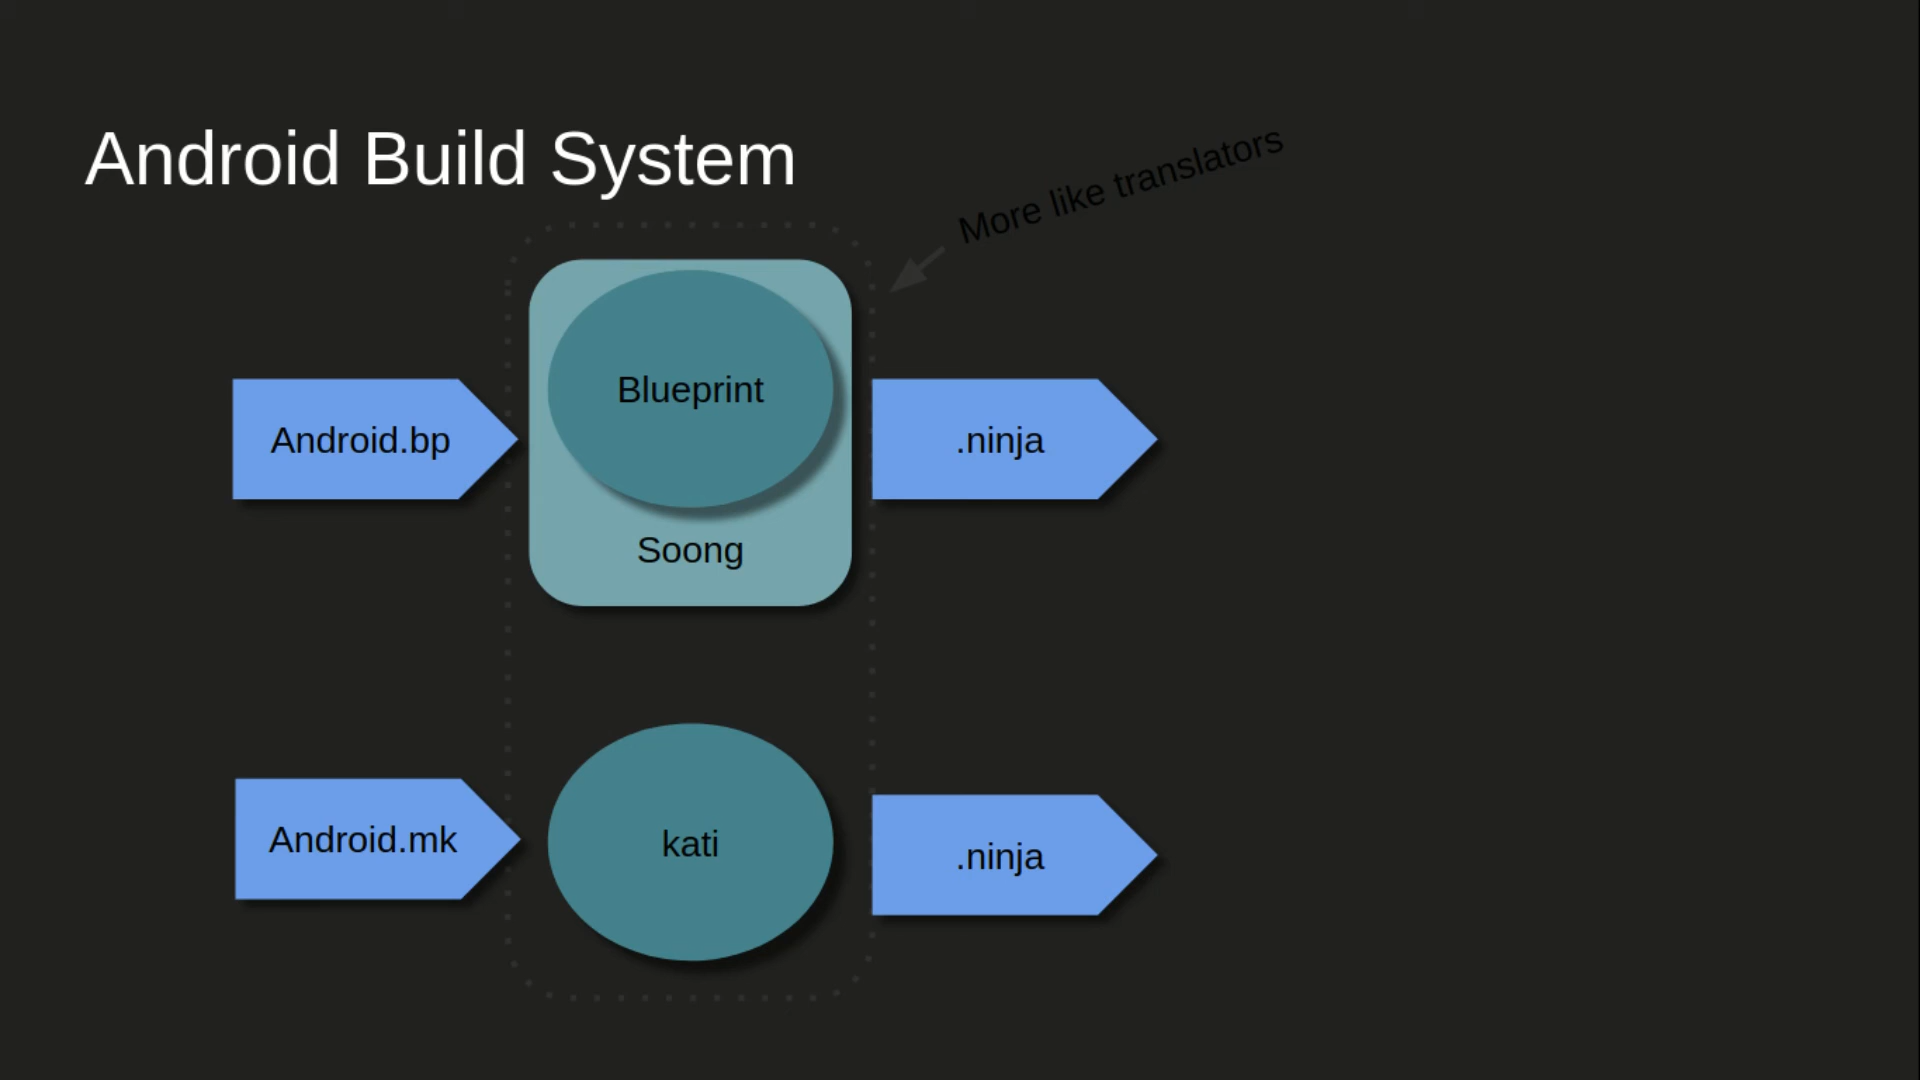 Android Build System
More like translators
Blueprint
Android.bp
.ninja
Soong
Android.mk
kati
.ninja